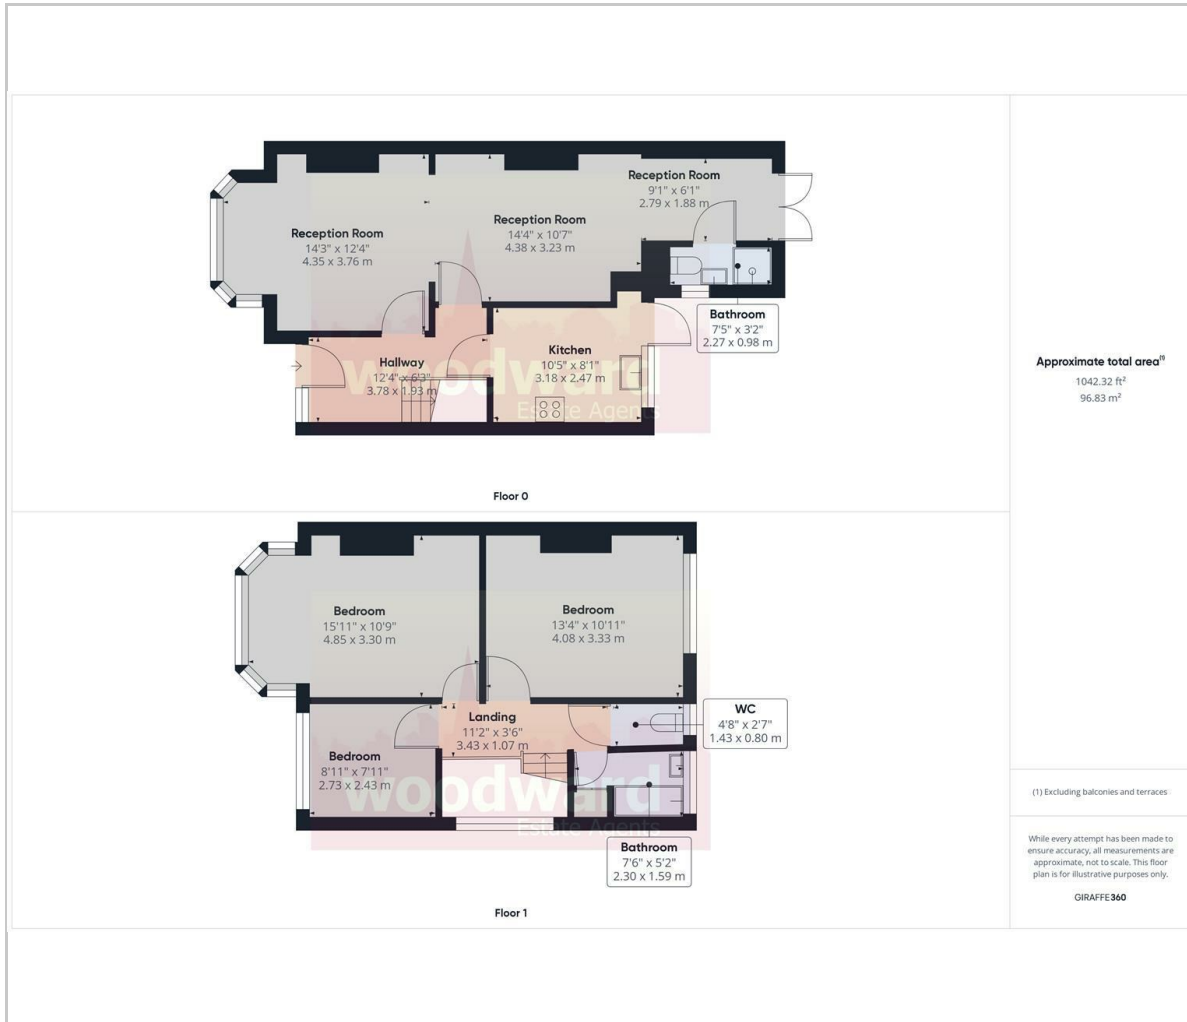 Reception Room
9'1" x 6'1"
2.79 x 1.88 m
Reception Room
14'4" x 10'7"
4.38 x 3.23 m
Reception Room
14'3" x 12'4"
4.35 x 3.76 m
Bathroom
7'5" x 3'2"
2.27 x 0.98 m
Hallway
12'4" x 6'3"
3.78 x 1.93 m
Kitchen
10'5" x 8'1"
3.18 x 2.47 m
woodward
Estate Agents
Floor 0
Bedroom
15'11" x 10'9"
4.85 x 3.30 m
Bedroom
13'4" x 10'11"
4.08 x 3.33 m
Landing
11'2" x 3'6"
3.43 x 1.07 m
WC
4'8" x 2'7"
1.43 x 0.80 m
Bedroom
8'11" x 7'11"
2.73 x 2.43 m
woodward
Estate Agents
Bathroom
7'6" x 5'2"
2.30 x 1.59 m
Floor 1
Approximate total area(1)
1042.32 ft²
96.83 m²
(1) Excluding balconies and terraces
While every attempt has been made to
ensure accuracy, all measurements are
approximate, not to scale. This floor
plan is for illustrative purposes only.
GIRAFFE360